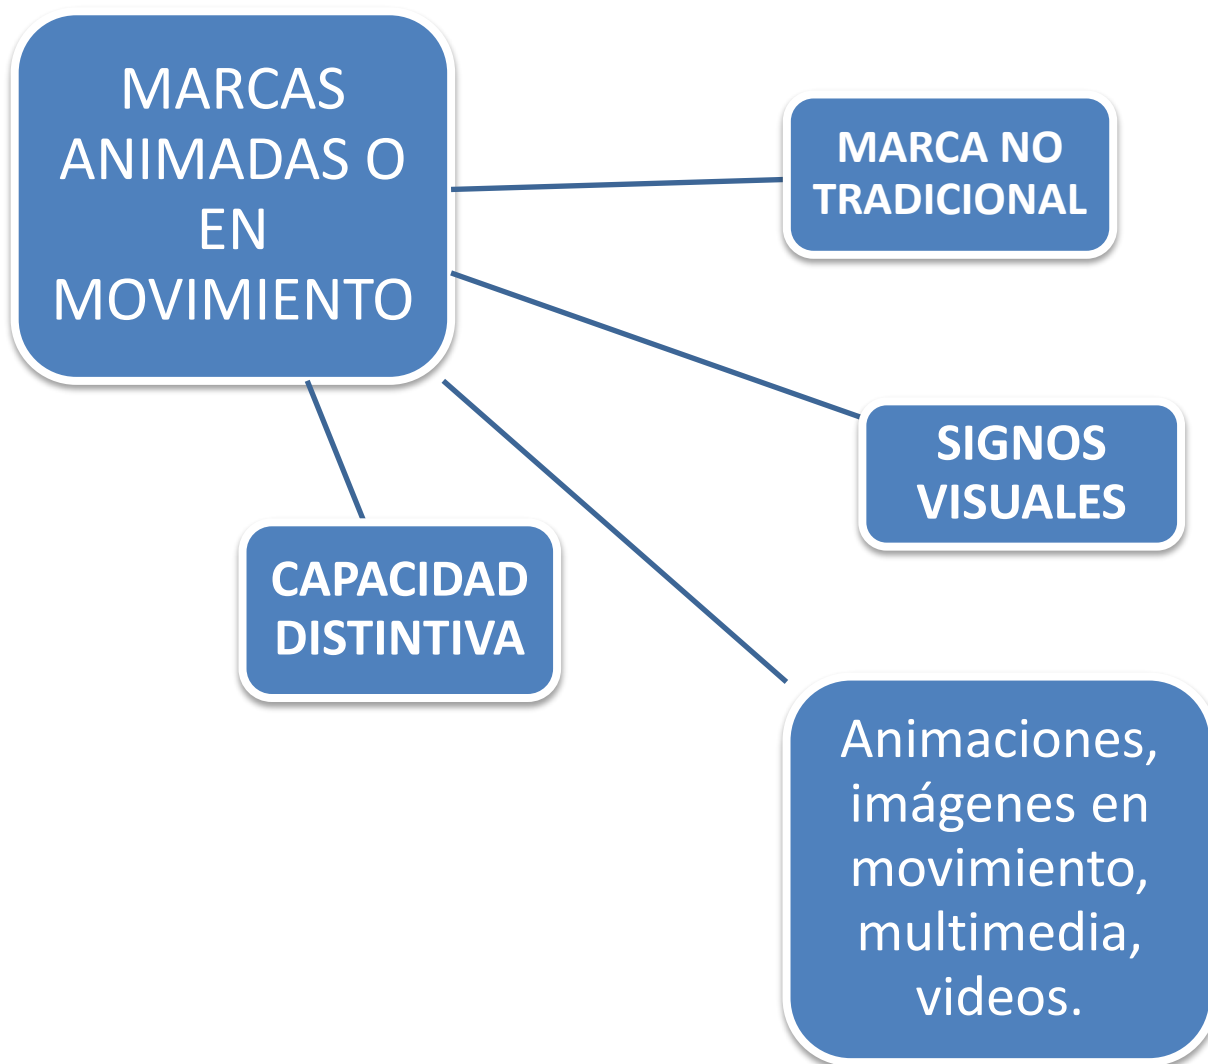 MARCAS
ANIMADAS O
EN
MOVIMIENTO
MARCA NO
TRADICIONAL
SIGNOS
VISUALES
CAPACIDAD
DISTINTIVA
Animaciones,
imágenes en
movimiento,
multimedia,
videos.